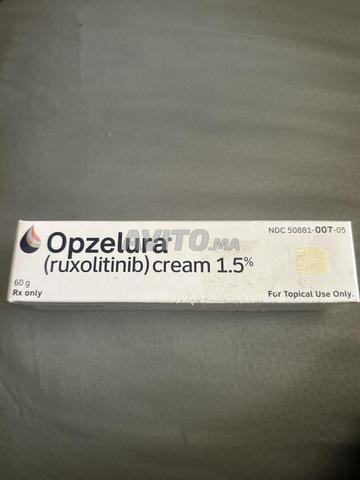 Opzelura®
(ruxolitinib) cream 1.5%
NDC 50881-007-05
60 g
Rx only
For Topical Use Only.
AVITO.MA